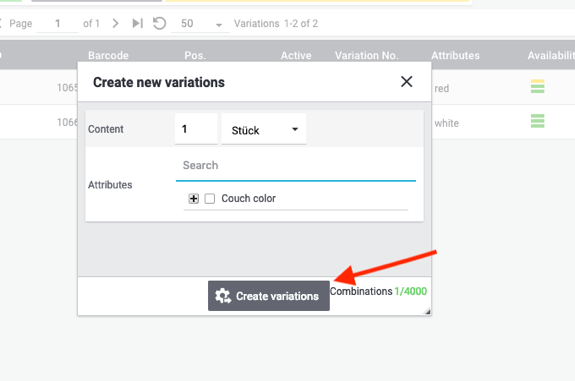 Page 1 of 1 50 Variations 1-2 of 2
Barcode Pos. Active Variation No. Attributes Availabilit
1065 red
1066 white
Create new variations
Content 1 Stück
Search
Attributes
Couch color
Create variations Combinations 1/4000